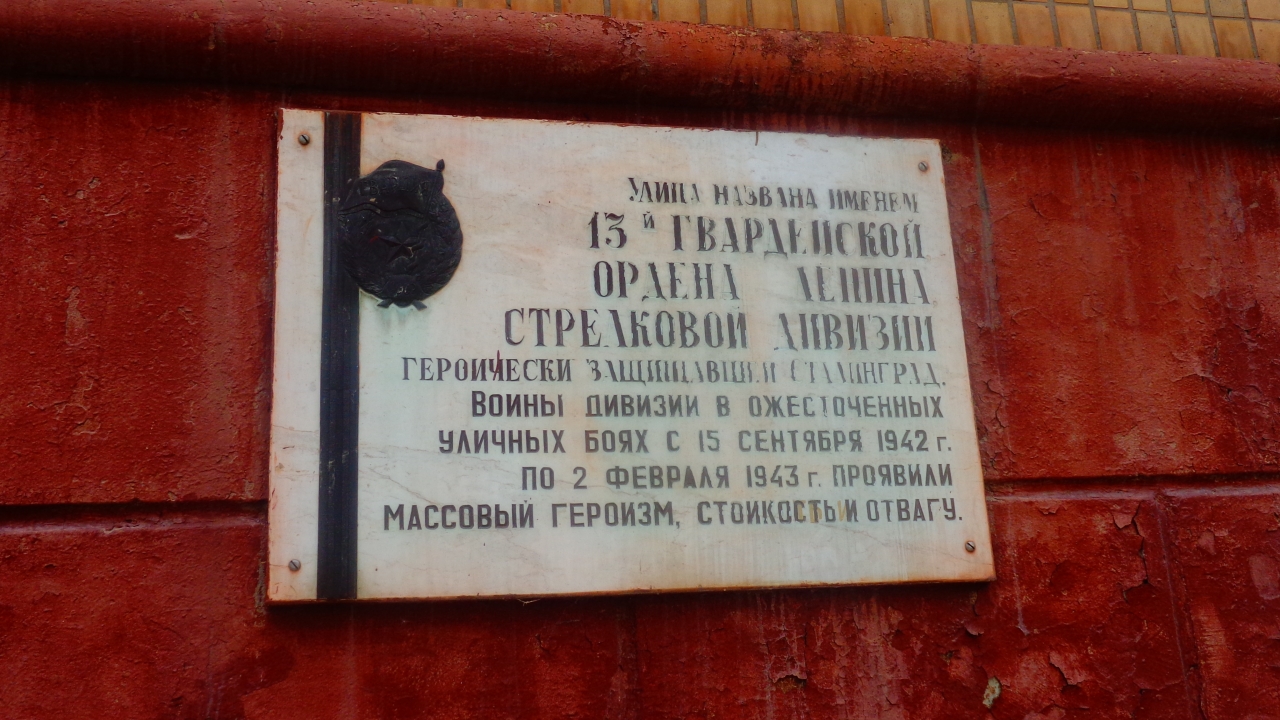 Улица названа именем
13й Гвардейской
ордена Ленина
стрелковой дивизии
героически защищавшей Сталинград.
Воины дивизии в ожесточенных
уличных боях с 15 сентября 1942 г.
по 2 февраля 1943 г. проявили
массовый героизм, стойкость и отвагу.